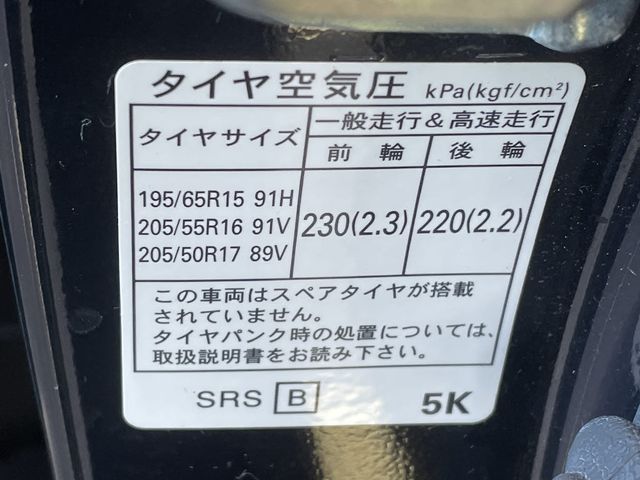 タイヤ空気圧 kPa(kgf/cm²)
タイヤサイズ 一般走行&高速走行
前輪 後輪
195/65R15 91H
205/55R16 91V 230(2.3) 220(2.2)
205/50R17 89V
この車両はスペアタイヤが搭載
されていません。
タイヤパンク時の処置については、
取扱説明書をお読み下さい。
SRS B 5K